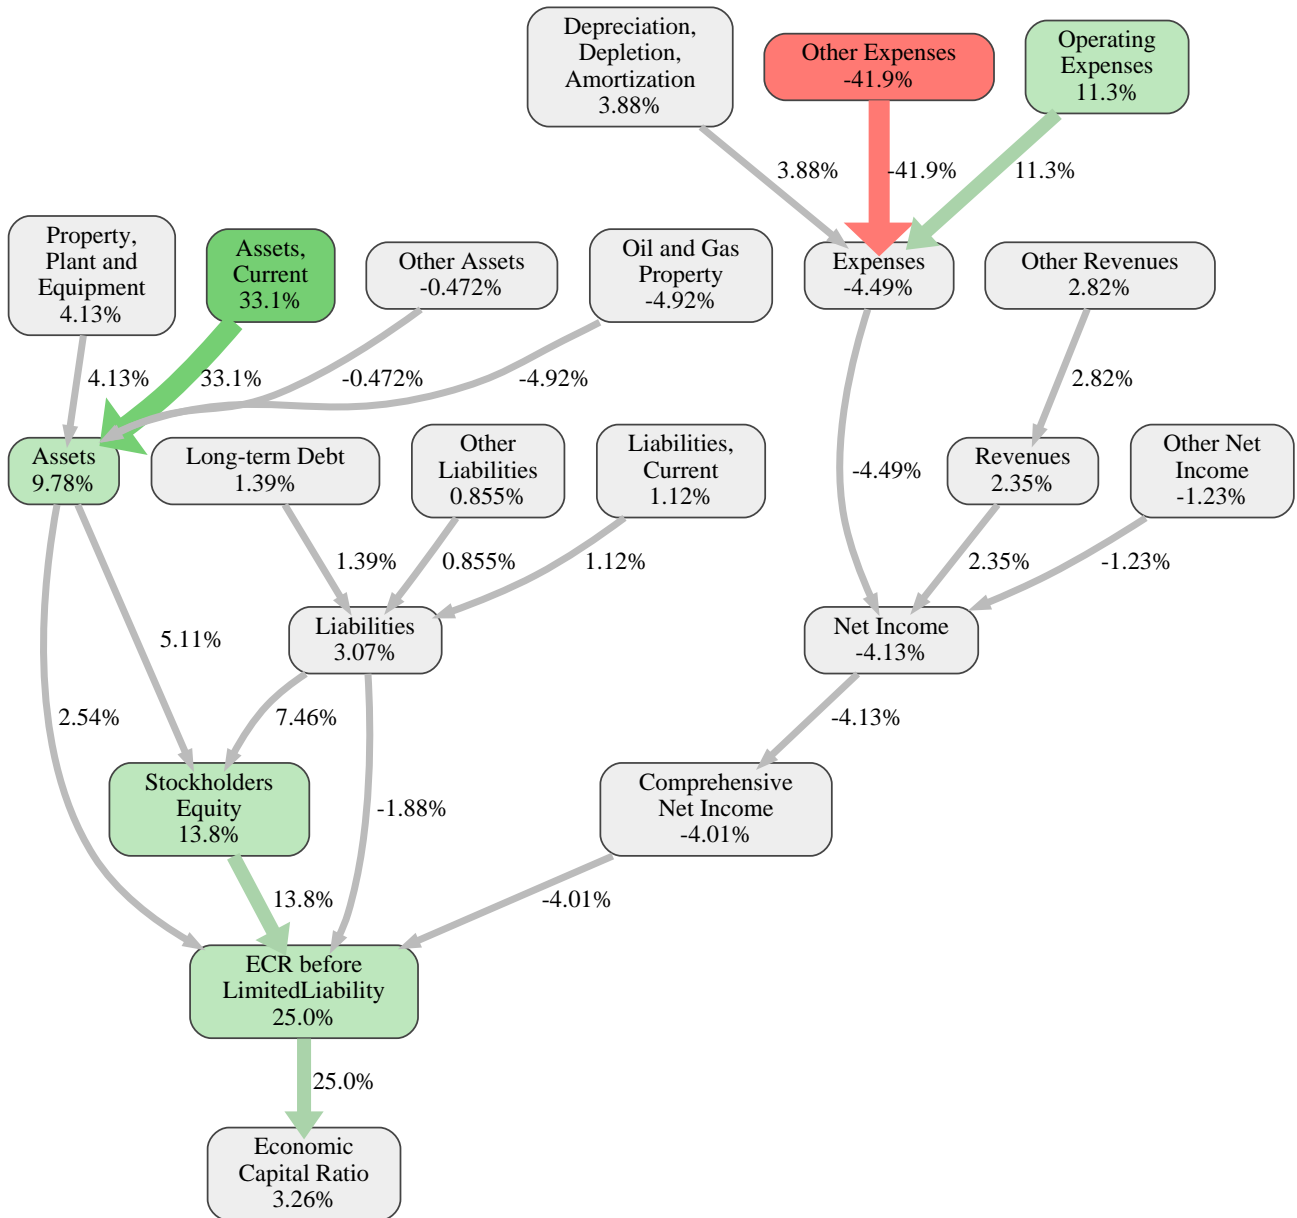 Depreciation,
Depletion,
Amortization
3.88%
Other Expenses
-41.9%
Operating
Expenses
11.3%
3.88%
-41.9%
11.3%
Property,
Plant and
Equipment
4.13%
Assets,
Current
33.1%
Other Assets
-0.472%
Oil and Gas
Property
-4.92%
Expenses
-4.49%
Other Revenues
2.82%
4.13%
33.1%
-0.472%
-4.92%
2.82%
Assets
9.78%
Long-term Debt
1.39%
Other
Liabilities
0.855%
Liabilities,
Current
1.12%
-4.49%
Revenues
2.35%
Other Net
Income
-1.23%
1.39%
0.855%
1.12%
2.35%
-1.23%
5.11%
Liabilities
3.07%
Net Income
-4.13%
2.54%
7.46%
-4.13%
Stockholders
Equity
13.8%
-1.88%
Comprehensive
Net Income
-4.01%
13.8%
-4.01%
ECR before
LimitedLiability
25.0%
25.0%
Economic
Capital Ratio
3.26%